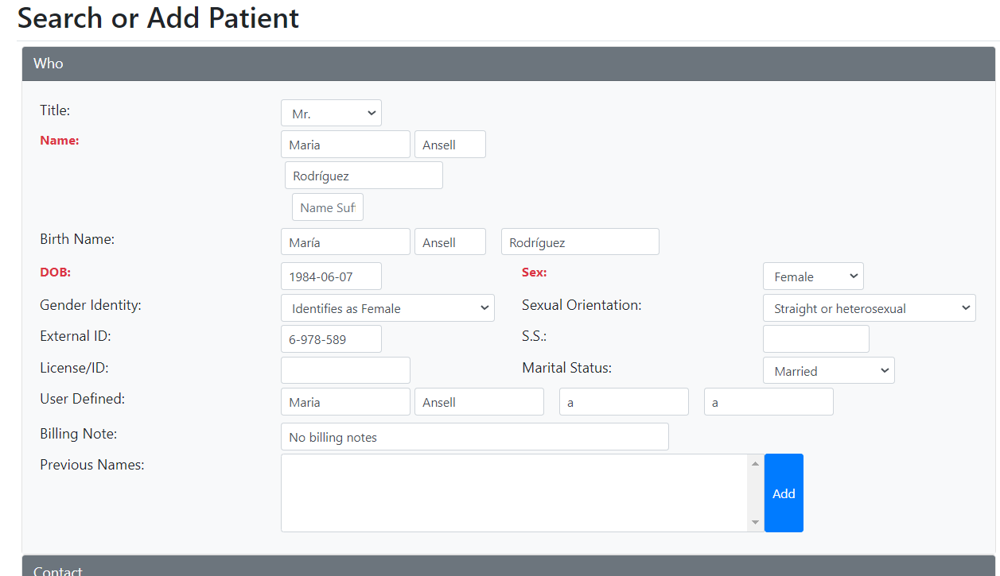 Search or Add Patient
Who
Title: Mr.
Name: Maria Ansell
Rodríguez
Name Suf
Birth Name: María Ansell Rodríguez
DOB: 1984-06-07 Sex: Female
Gender Identity: Identifies as Female Sexual Orientation: Straight or heterosexual
External ID: 6-978-589 S.S.:
License/ID: Marital Status: Married
User Defined: Maria Ansell a a
Billing Note: No billing notes
Previous Names:
Add
Contact